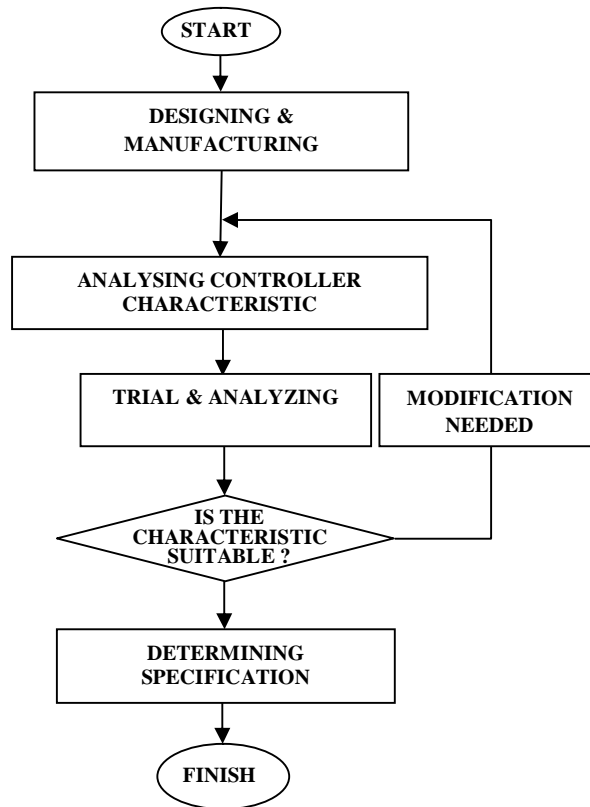 START
DESIGNING &
MANUFACTURING
ANALYSING CONTROLLER
CHARACTERISTIC
TRIAL & ANALYZING
MODIFICATION
NEEDED
IS THE
CHARACTERISTIC
SUITABLE ?
DETERMINING
SPECIFICATION
FINISH